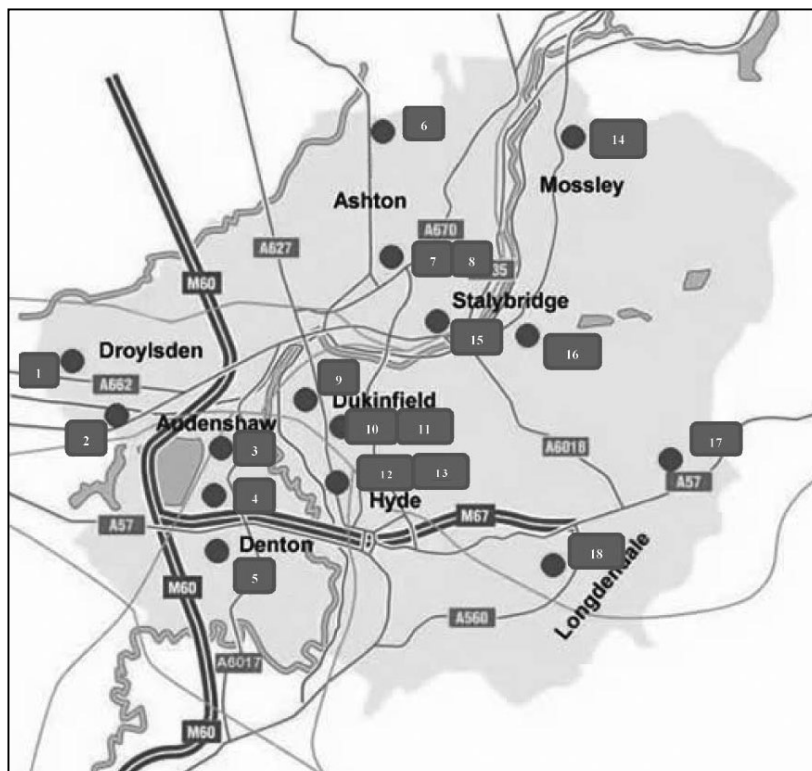 6
14
Mossley
Ashton
A670
A627
7
8
35
M60
Stalybridge
15
16
Droylsden
1
A662
9
Dukinfield
10
11
2
Audenshaw
3
A6018
17
12
13
A57
4
Hyde
M67
A57
Denton
18
5
Longdendale
M60
A560
A6017
M60